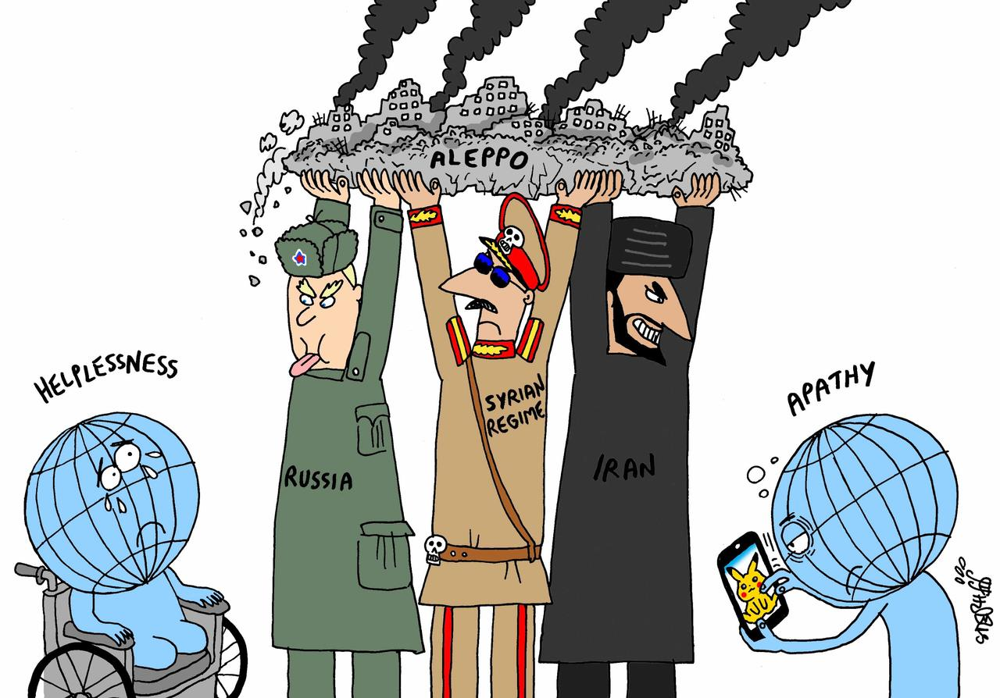 ALEPPO
HELPLESSNESS
APATHY
SYRIAN
REGIME
RUSSIA
IRAN